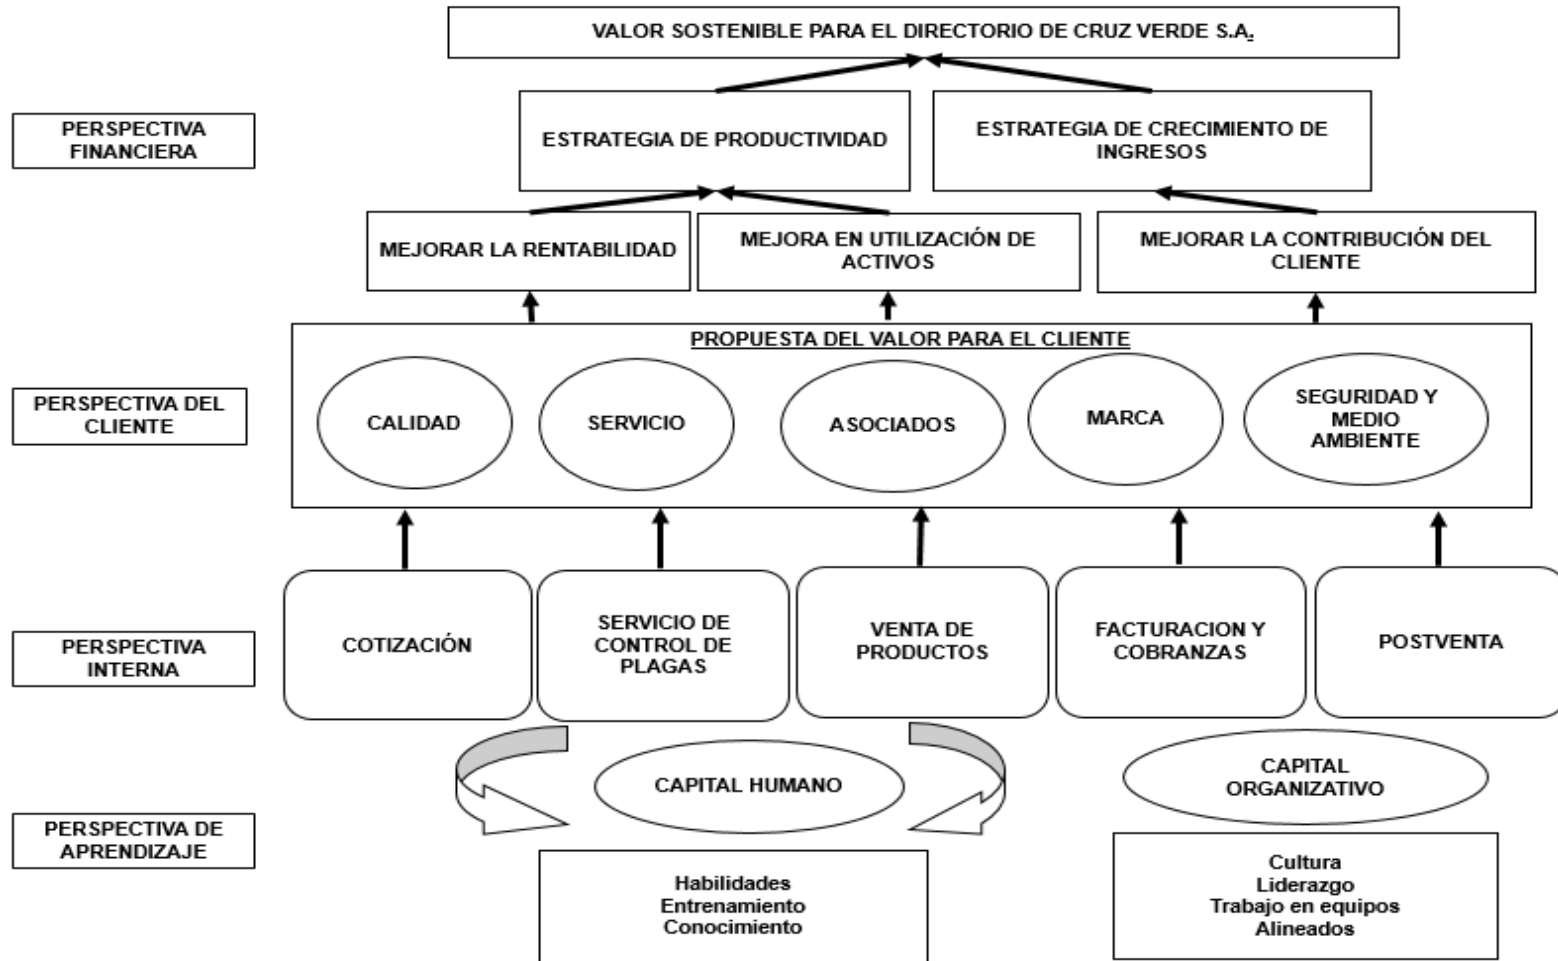 VALOR SOSTENIBLE PARA EL DIRECTORIO DE CRUZ VERDE S.A.
PERSPECTIVA
FINANCIERA
ESTRATEGIA DE PRODUCTIVIDAD
ESTRATEGIA DE CRECIMIENTO DE
INGRESOS
MEJORAR LA RENTABILIDAD
MEJORA EN UTILIZACIÓN DE
ACTIVOS
MEJORAR LA CONTRIBUCIÓN DEL
CLIENTE
PROPUESTA DEL VALOR PARA EL CLIENTE
PERSPECTIVA DEL
CLIENTE
CALIDAD
SERVICIO
ASOCIADOS
MARCA
SEGURIDAD Y
MEDIO
AMBIENTE
PERSPECTIVA
INTERNA
COTIZACIÓN
SERVICIO DE
CONTROL DE
PLAGAS
VENTA DE
PRODUCTOS
FACTURACION Y
COBRANZAS
POSTVENTA
PERSPECTIVA DE
APRENDIZAJE
CAPITAL HUMANO
CAPITAL
ORGANIZATIVO
Habilidades
Entrenamiento
Conocimiento
Cultura
Liderazgo
Trabajo en equipos
Alineados